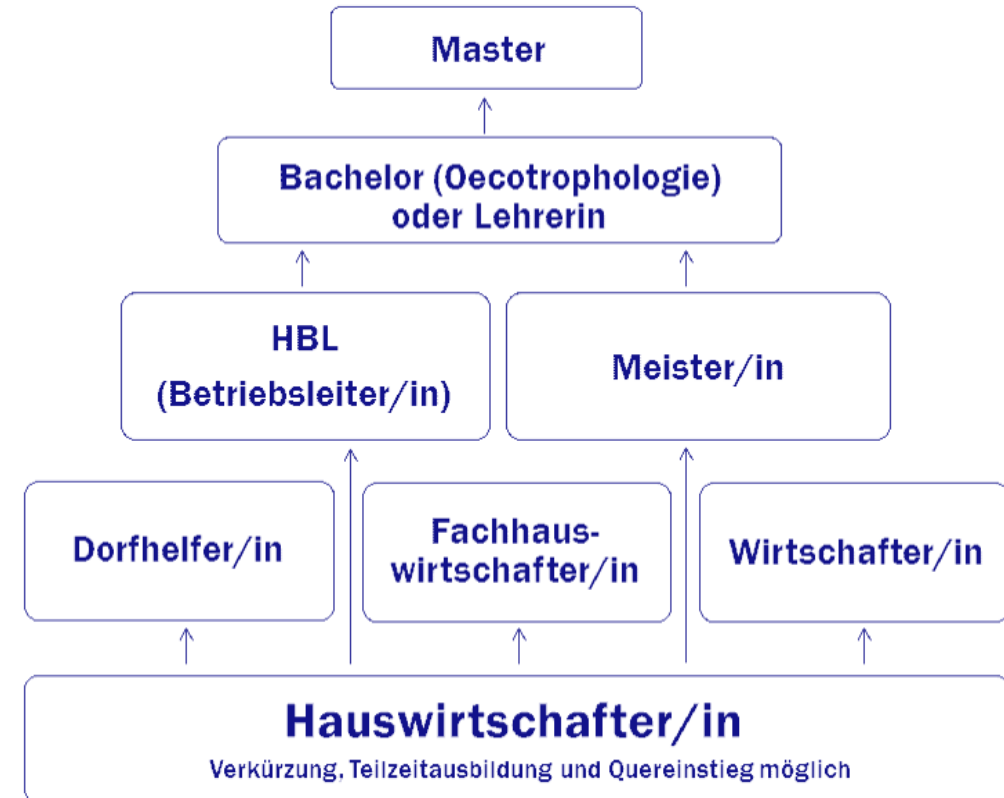 Master
Bachelor (Oecotrophologie)
oder Lehrerin
HBL
(Betriebsleiter/in)
Meister/in
Dorfhelfer/in
Fachhaus-
wirtschafter/in
Wirtschafter/in
Hauswirtschafter/in
Verkürzung, Teilzeitausbildung und Quereinstieg möglich